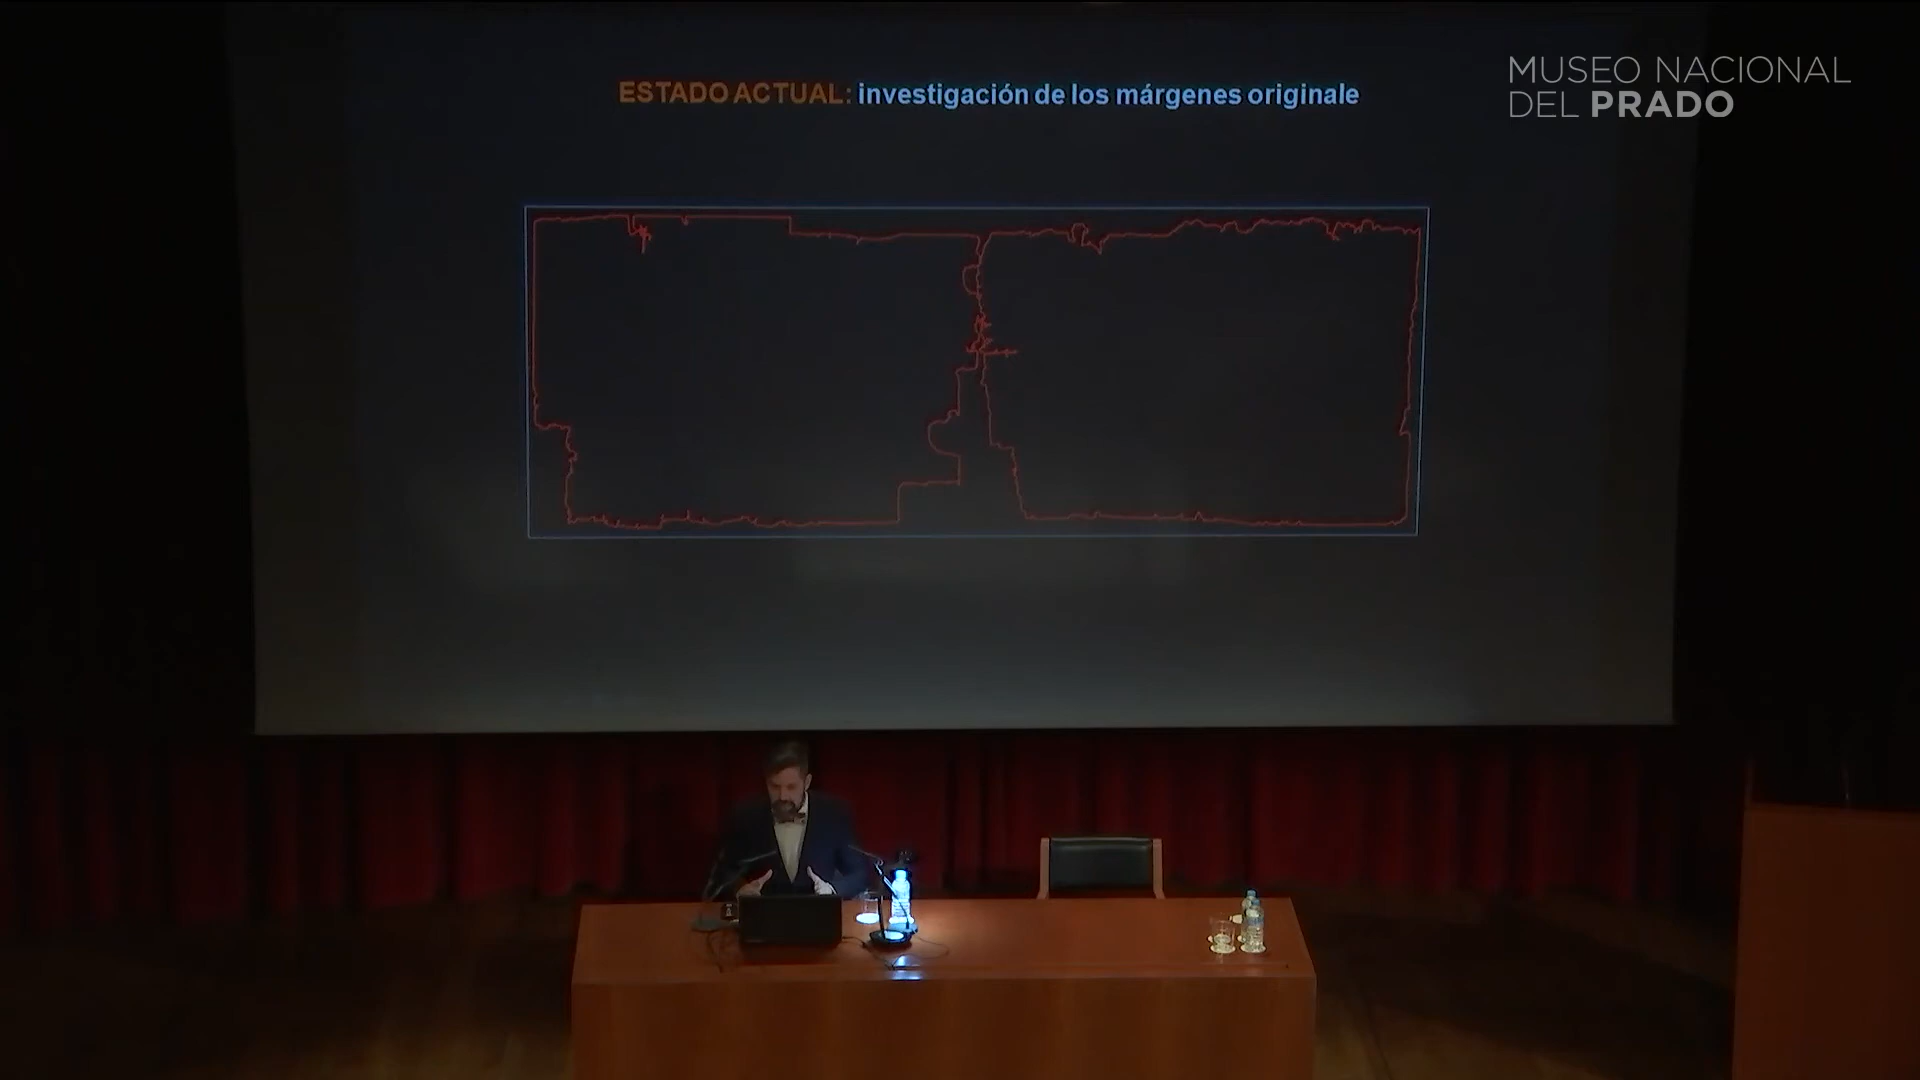 ESTADO ACTUAL: investigación de los márgenes originale
MUSEO NACIONAL
DEL PRADO